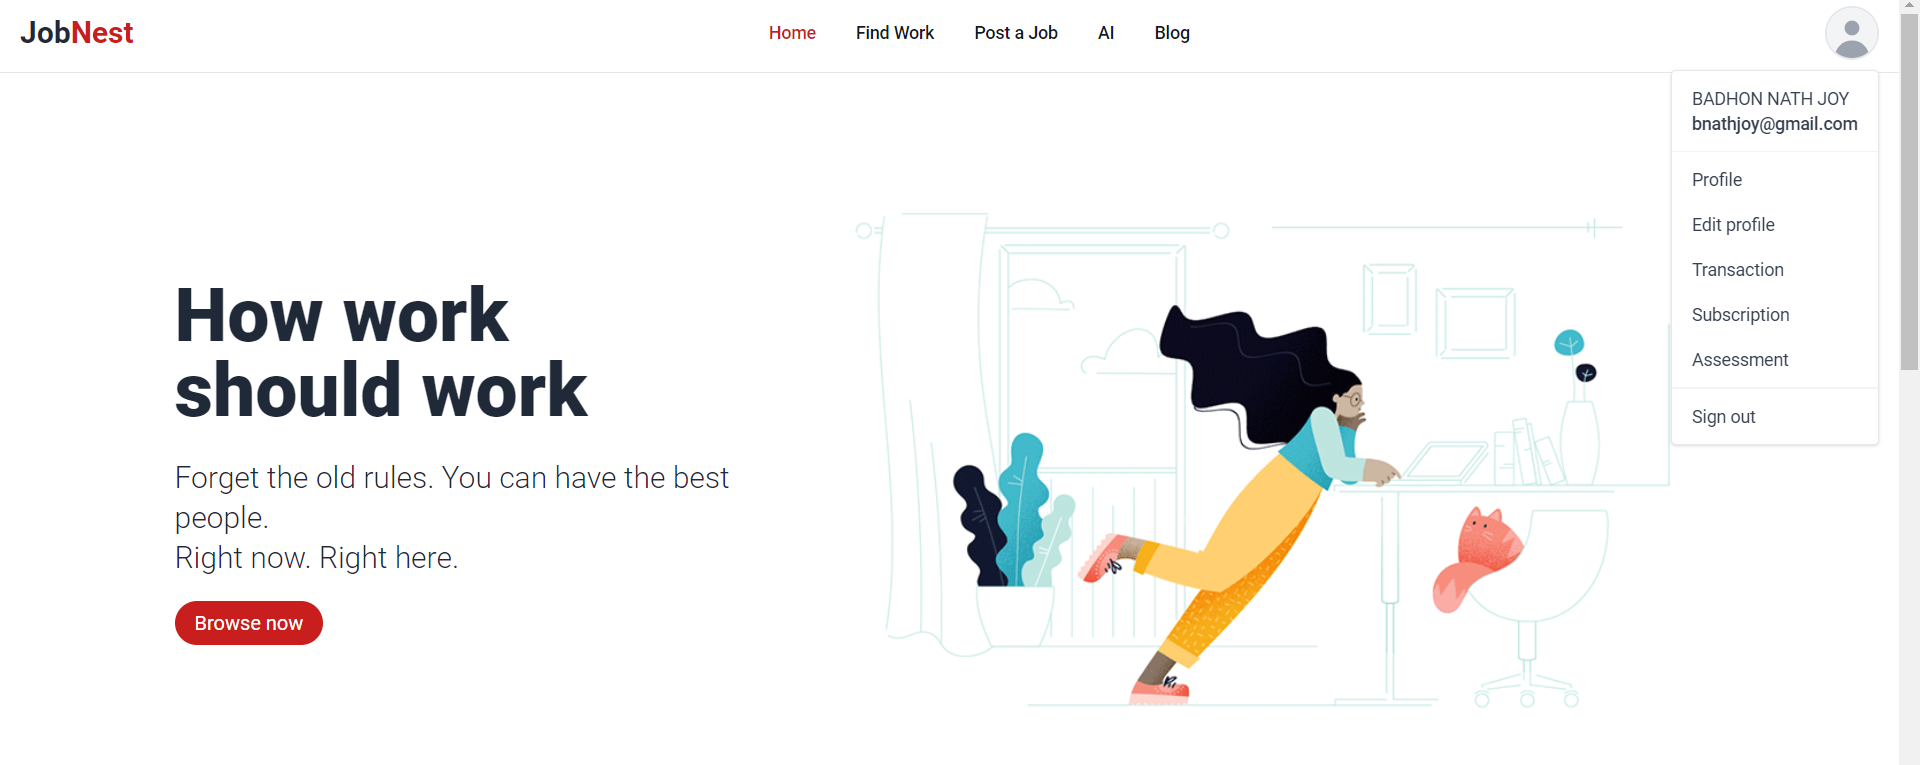 JobNest
Home Find Work Post a Job AI Blog
BADHON NATH JOY
bnathjoy@gmail.com
Profile
Edit profile
Transaction
Subscription
Assessment
Sign out
How work
should work
Forget the old rules. You can have the best
people.
Right now. Right here.
Browse now